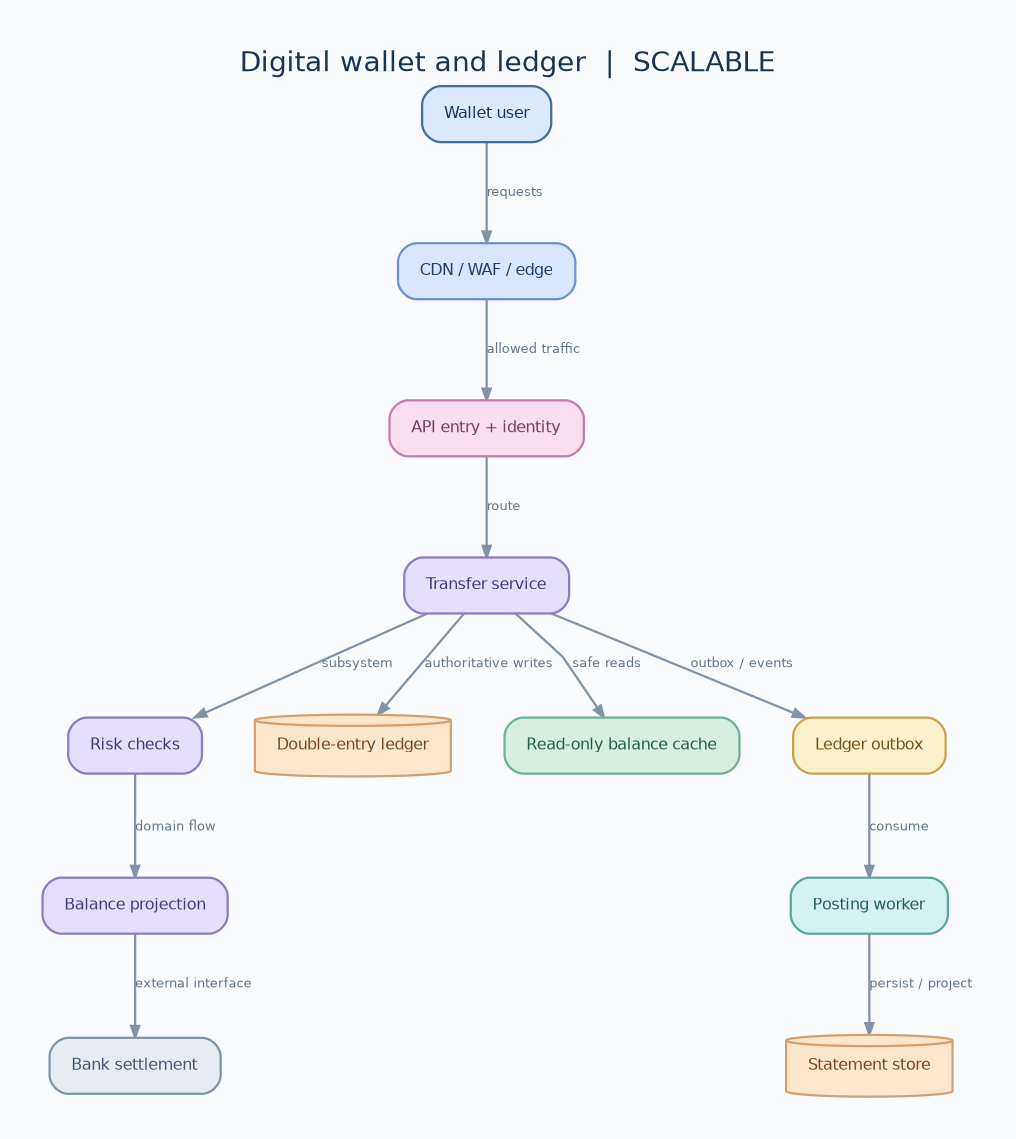 Digital wallet and ledger  |  SCALABLE
Wallet user
requests
CDN / WAF / edge
allowed traffic
API entry + identity
route
Transfer service
subsystem
authoritative writes
safe reads
outbox / events
Risk checks
Double-entry ledger
Read-only balance cache
Ledger outbox
domain flow
consume
Balance projection
Posting worker
external interface
persist / project
Bank settlement
Statement store